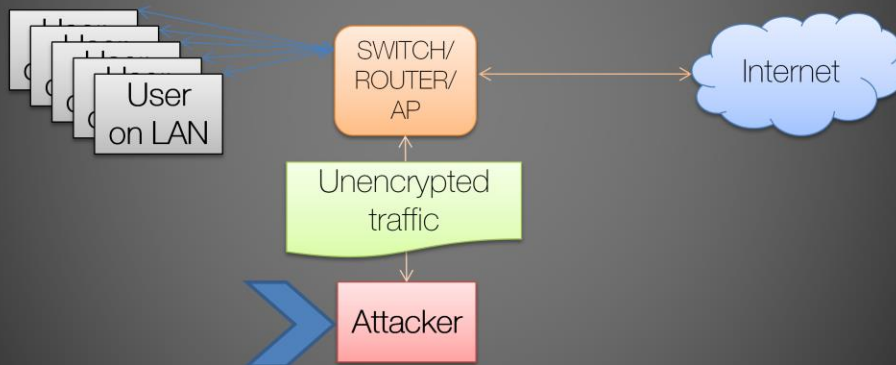 User
on LAN
SWITCH/
ROUTER/
AP
Internet
Unencrypted
traffic
Attacker